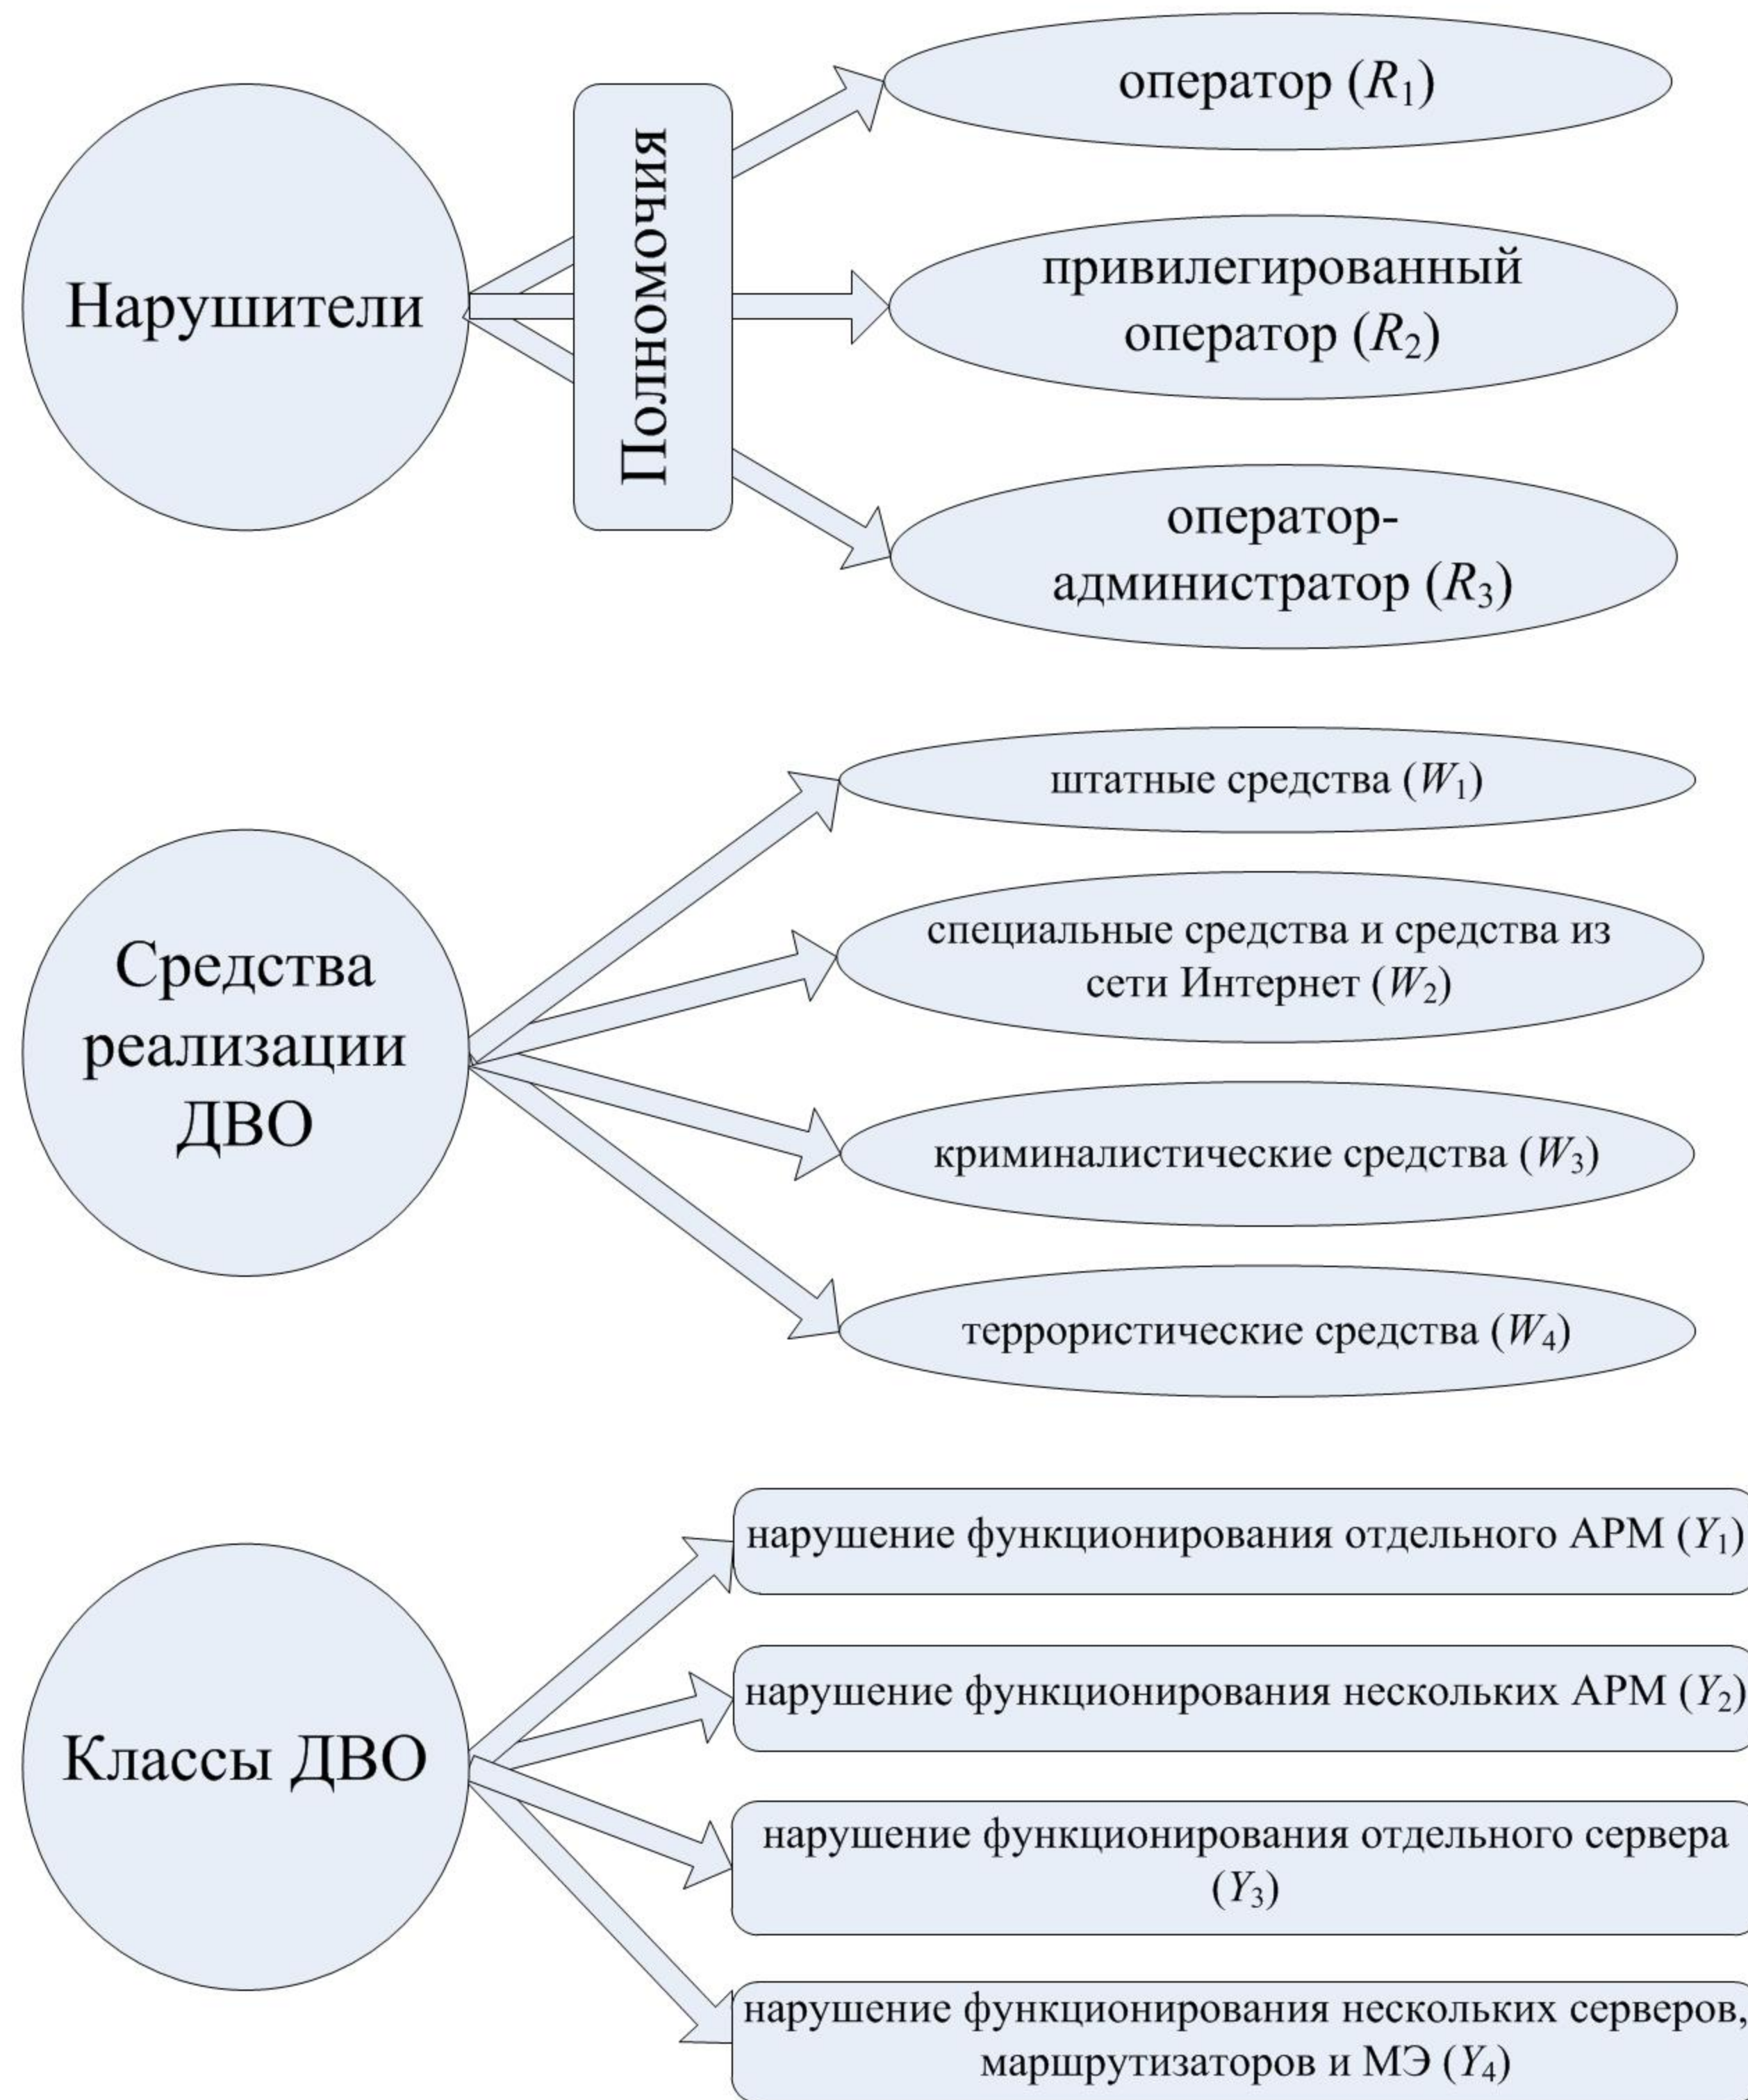 Нарушители
Полномочия
оператор (R₁)
привилегированный
оператор (R₂)
оператор-
администратор (R₃)
Средства
реализации
ДВО
штатные средства (W₁)
специальные средства и средства из
сети Интернет (W₂)
криминалистические средства (W₃)
террористические средства (W₄)
Классы ДВО
нарушение функционирования отдельного АРМ (Y₁)
нарушение функционирования нескольких АРМ (Y₂)
нарушение функционирования отдельного сервера
(Y₃)
нарушение функционирования нескольких серверов,
маршрутизаторов и МЭ (Y₄)